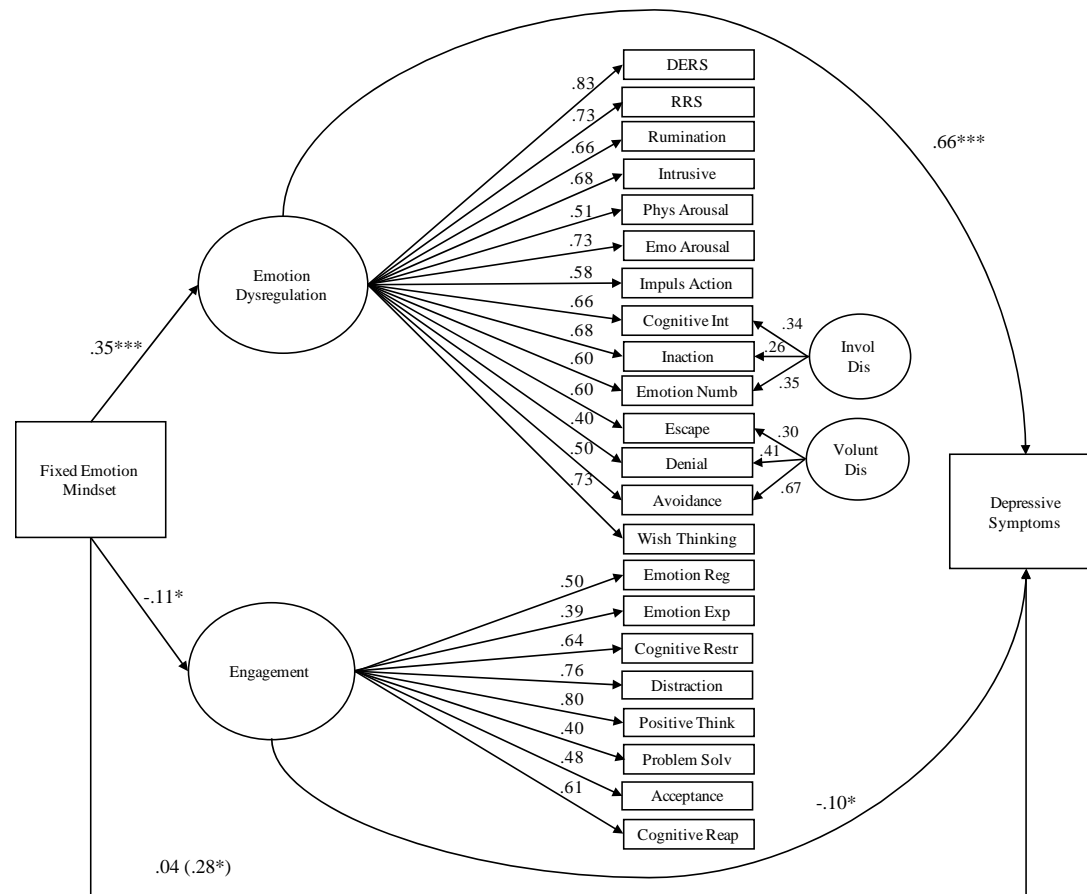 DERS
.83
RRS
.73
Rumination
.66
.66***
Intrusive
.68
Phys Arousal
.51
Emo Arousal
.73
Emotion
Dysregulation
Impuls Action
.58
Cognitive Int
.66
.34
Invol
Dis
.35***
Inaction
.68
.26
Emotion Numb
.60
.35
Escape
.60
.30
Volunt
Dis
Denial
.40
.41
Fixed Emotion
Mindset
Avoidance
.50
.67
Depressive
Symptoms
Wish Thinking
.73
Emotion Reg
.50
-.11*
Emotion Exp
.39
Cognitive Restr
.64
Engagement
Distraction
.76
Positive Think
.80
Problem Solv
.40
Acceptance
.48
-.10*
Cognitive Reap
.61
.04 (.28*)